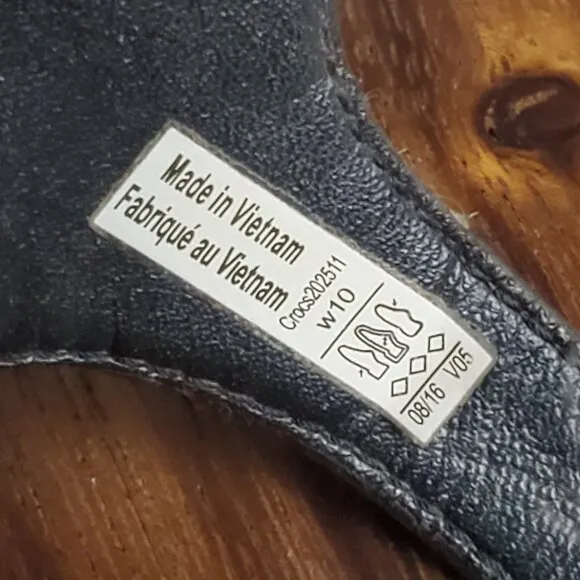 Made in Vietnam
Fabriqué au Vietnam
Crocs202511
w10
08/16 V05